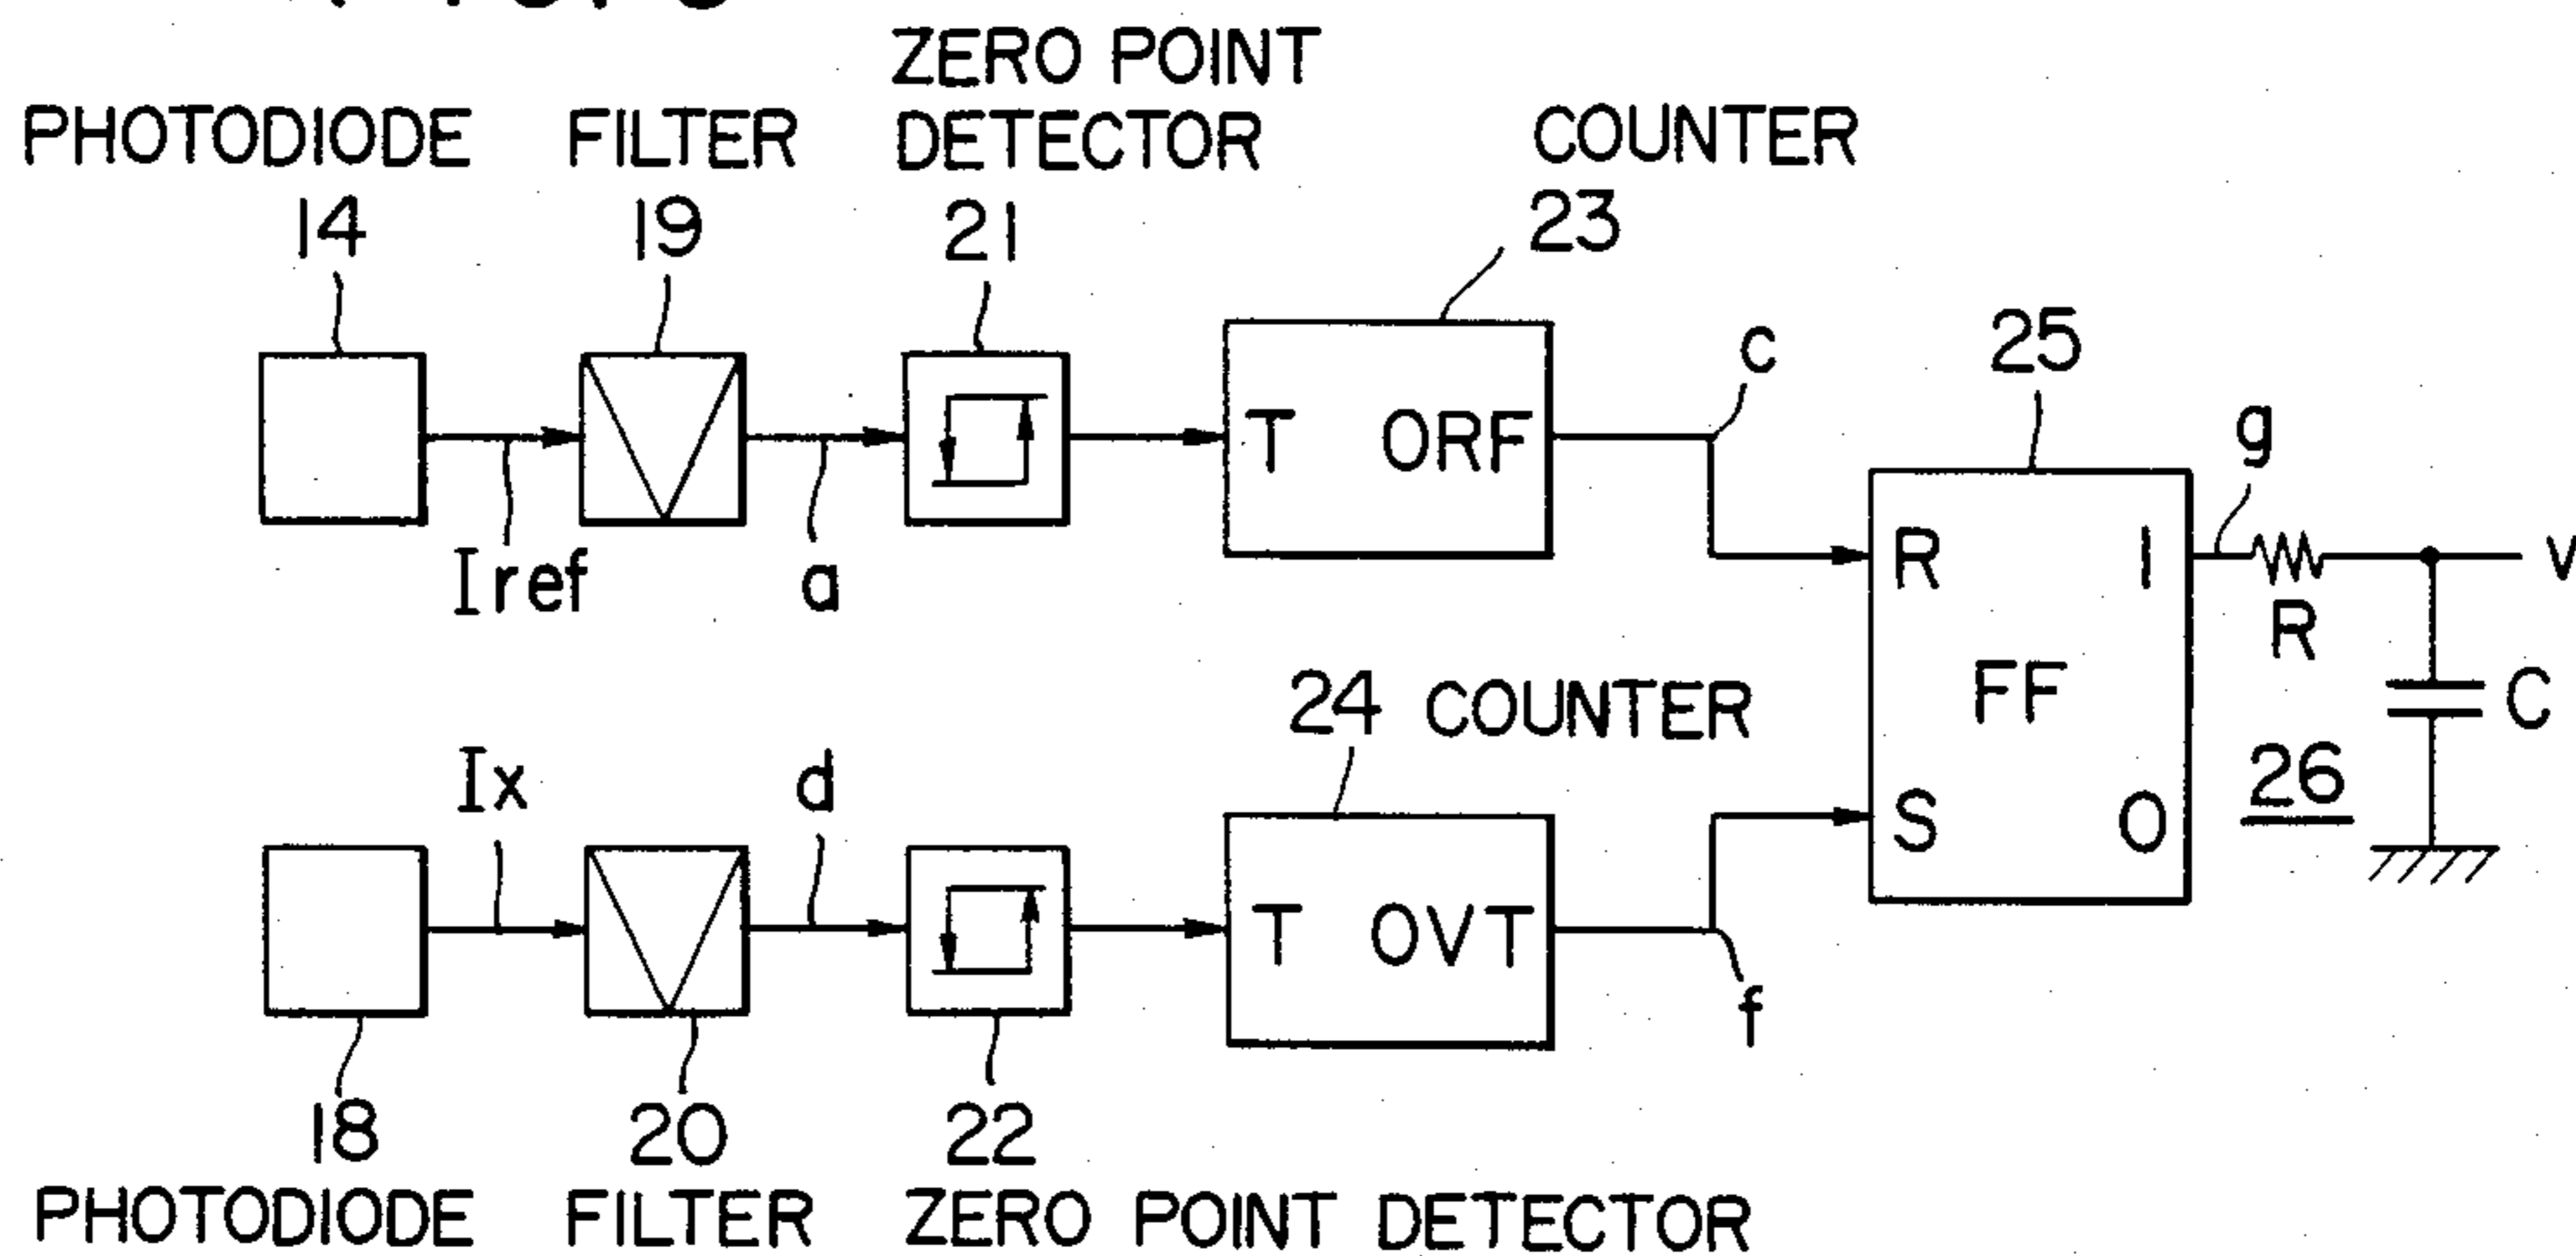 ZERO POINT
PHOTODIODE FILTER DETECTOR COUNTER
14 19 21 23
25
C
g
T ORF
Iref a
R I
R
v
FF
C
24 COUNTER
26
Ix d
S O
T OVT
f
18 20 22
PHOTODIODE FILTER ZERO POINT DETECTOR